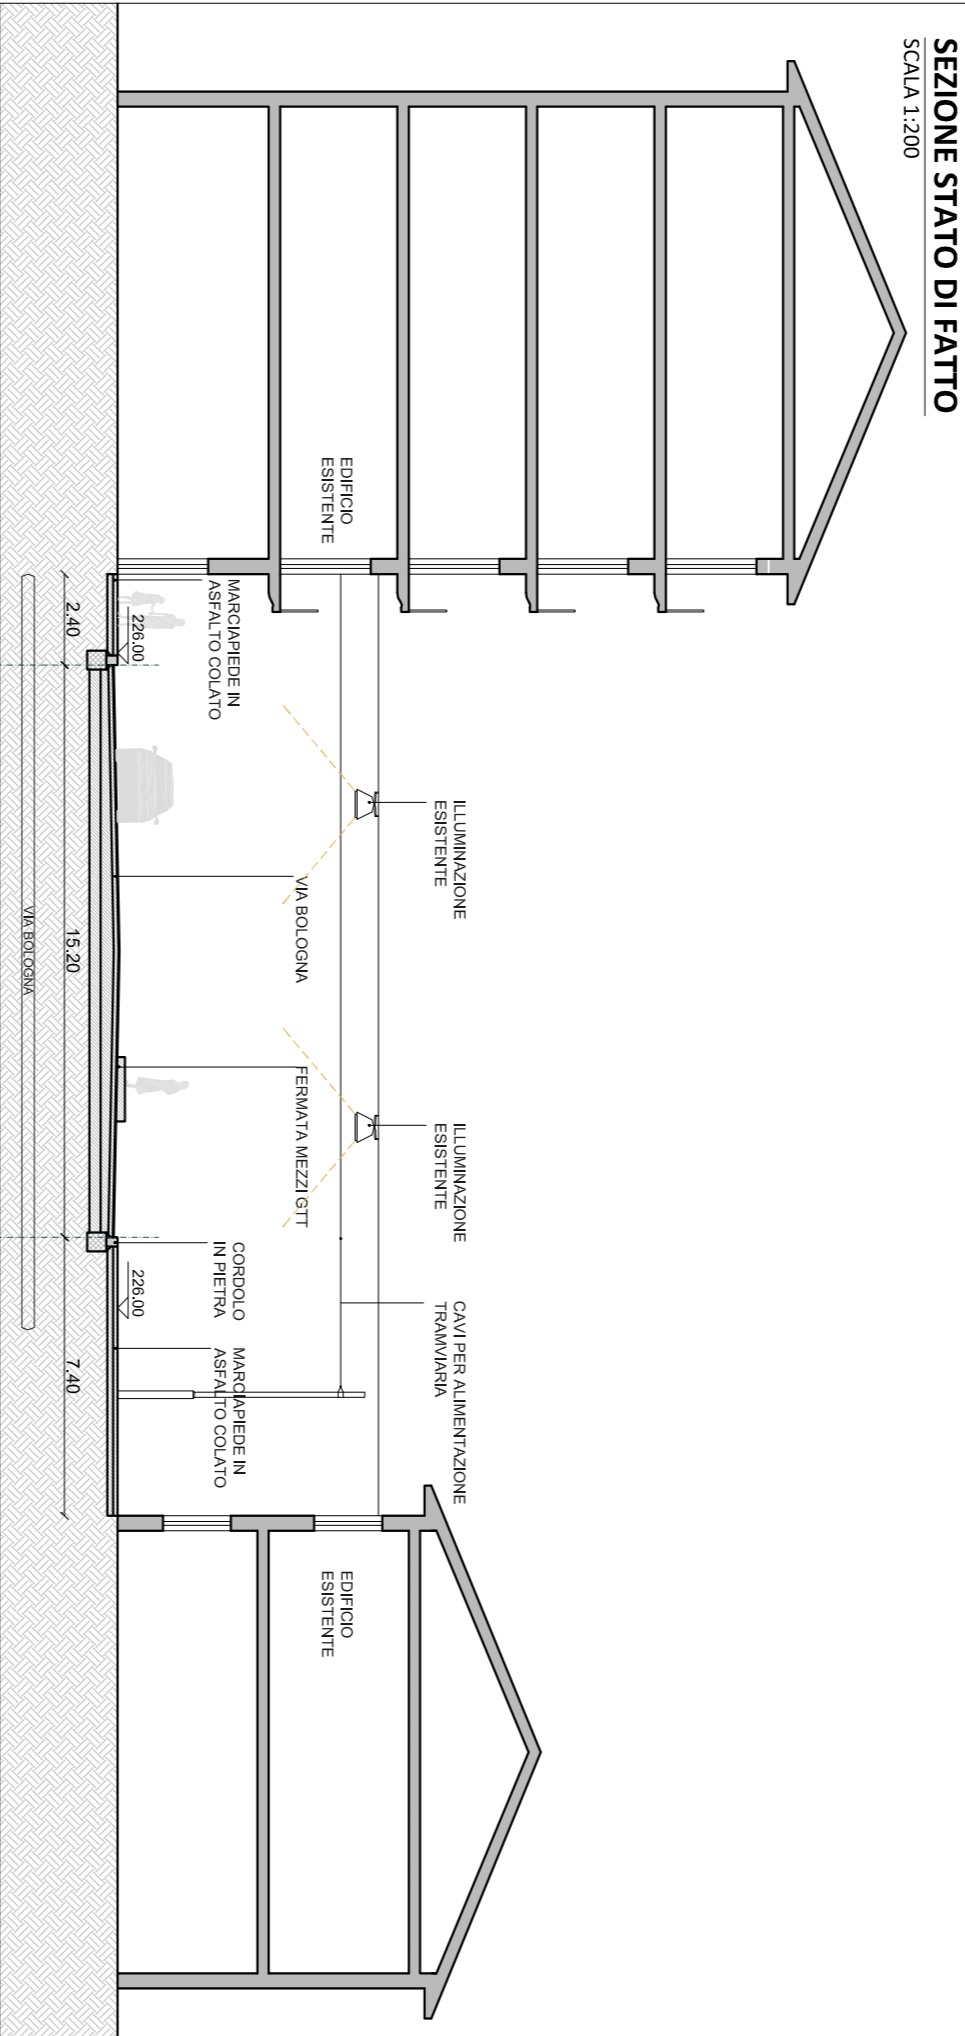 SEZIONE STATO DI FATTO
SCALA 1:200
EDIFICIO
ESISTENTE
ILLUMINAZIONE
ESISTENTE
ILLUMINAZIONE
ESISTENTE
CAVI PER ALIMENTAZIONE
TRAMVIARIA
EDIFICIO
ESISTENTE
VIA BOLOGNA
FERMATA MEZZI GTT
MARCIAPIEDE IN
ASFALTO COLATO
CORDOLO
IN PIETRA
MARCIAPIEDE IN
ASFALTO COLATO
226.00
226.00
2.40
15.20
7.40
VIA BOLOGNA